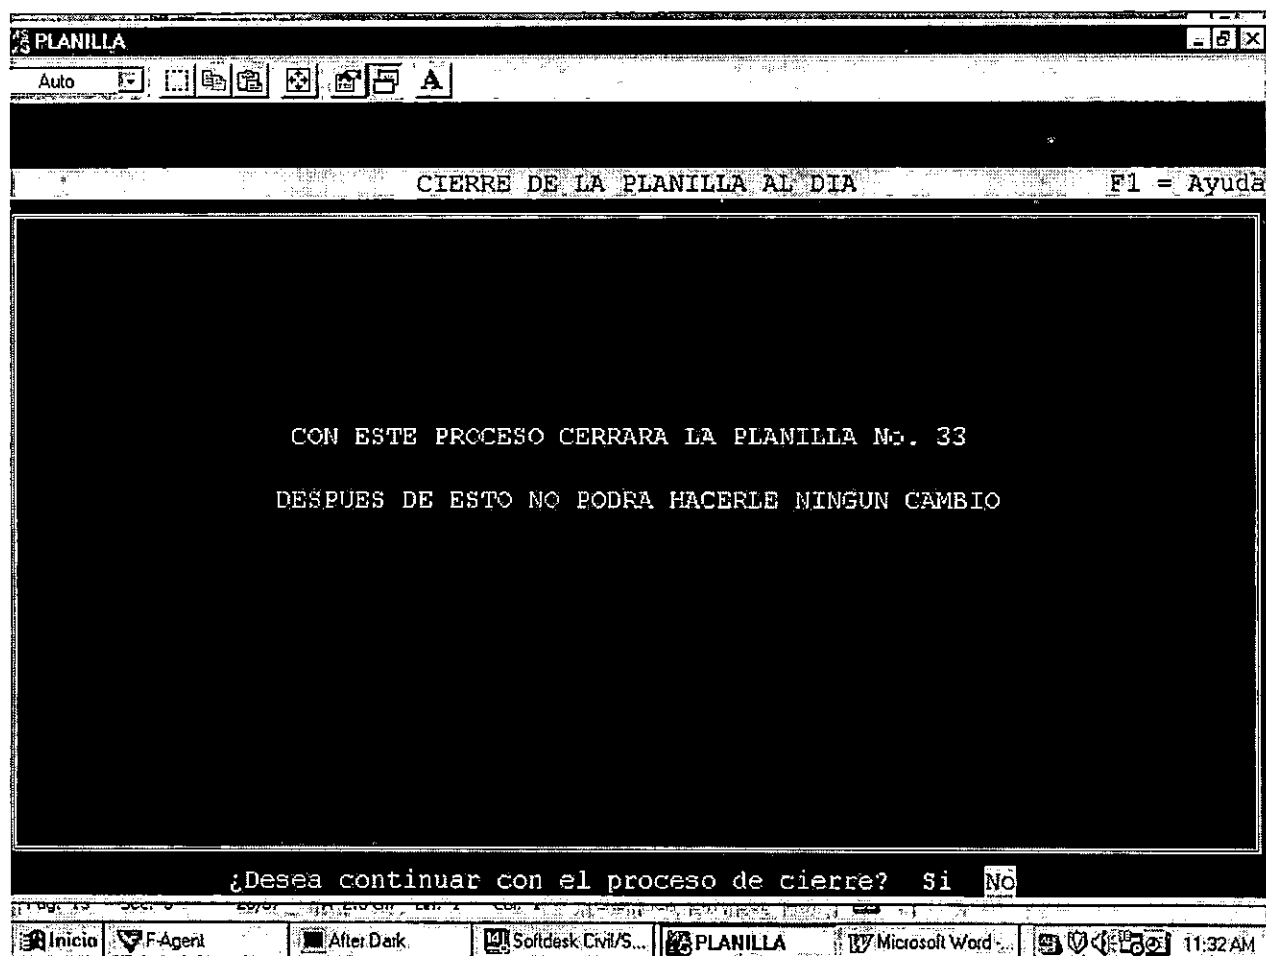 PLANILLA
Auto
A
CIERRE DE LA PLANILLA AL DIA F1 = Ayuda
CON ESTE PROCESO CERRARA LA PLANILLA No. 33
DESPUES DE ESTO NO PODRA HACERLE NINGUN CAMBIO
¿Desea continuar con el proceso de cierre? Si No
Inicio F-Agent After Dark Softdesk Civil/S... PLANILLA Microsoft Word -... 11:32 AM